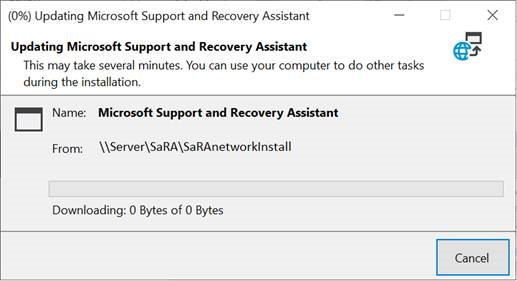 (0%) Updating Microsoft Support and Recovery Assistant
Updating Microsoft Support and Recovery Assistant
This may take several minutes. You can use your computer to do other tasks
during the installation.
Name: Microsoft Support and Recovery Assistant
From: \\Server\SaRA\SaRAnetworkInstall
Downloading: 0 Bytes of 0 Bytes
Cancel